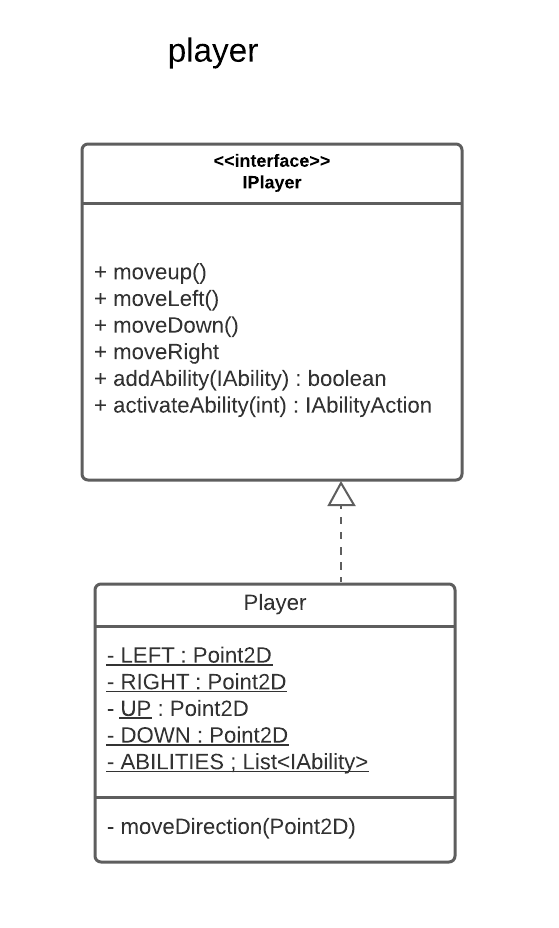 player
<<interface>>
IPlayer
+ moveup()
+ moveLeft()
+ moveDown()
+ moveRight
+ addAbility(IAbility) : boolean
+ activateAbility(int) : IAbilityAction
Player
- LEFT : Point2D
- RIGHT : Point2D
- UP : Point2D
- DOWN : Point2D
- ABILITIES ; List<IAbility>
- moveDirection(Point2D)